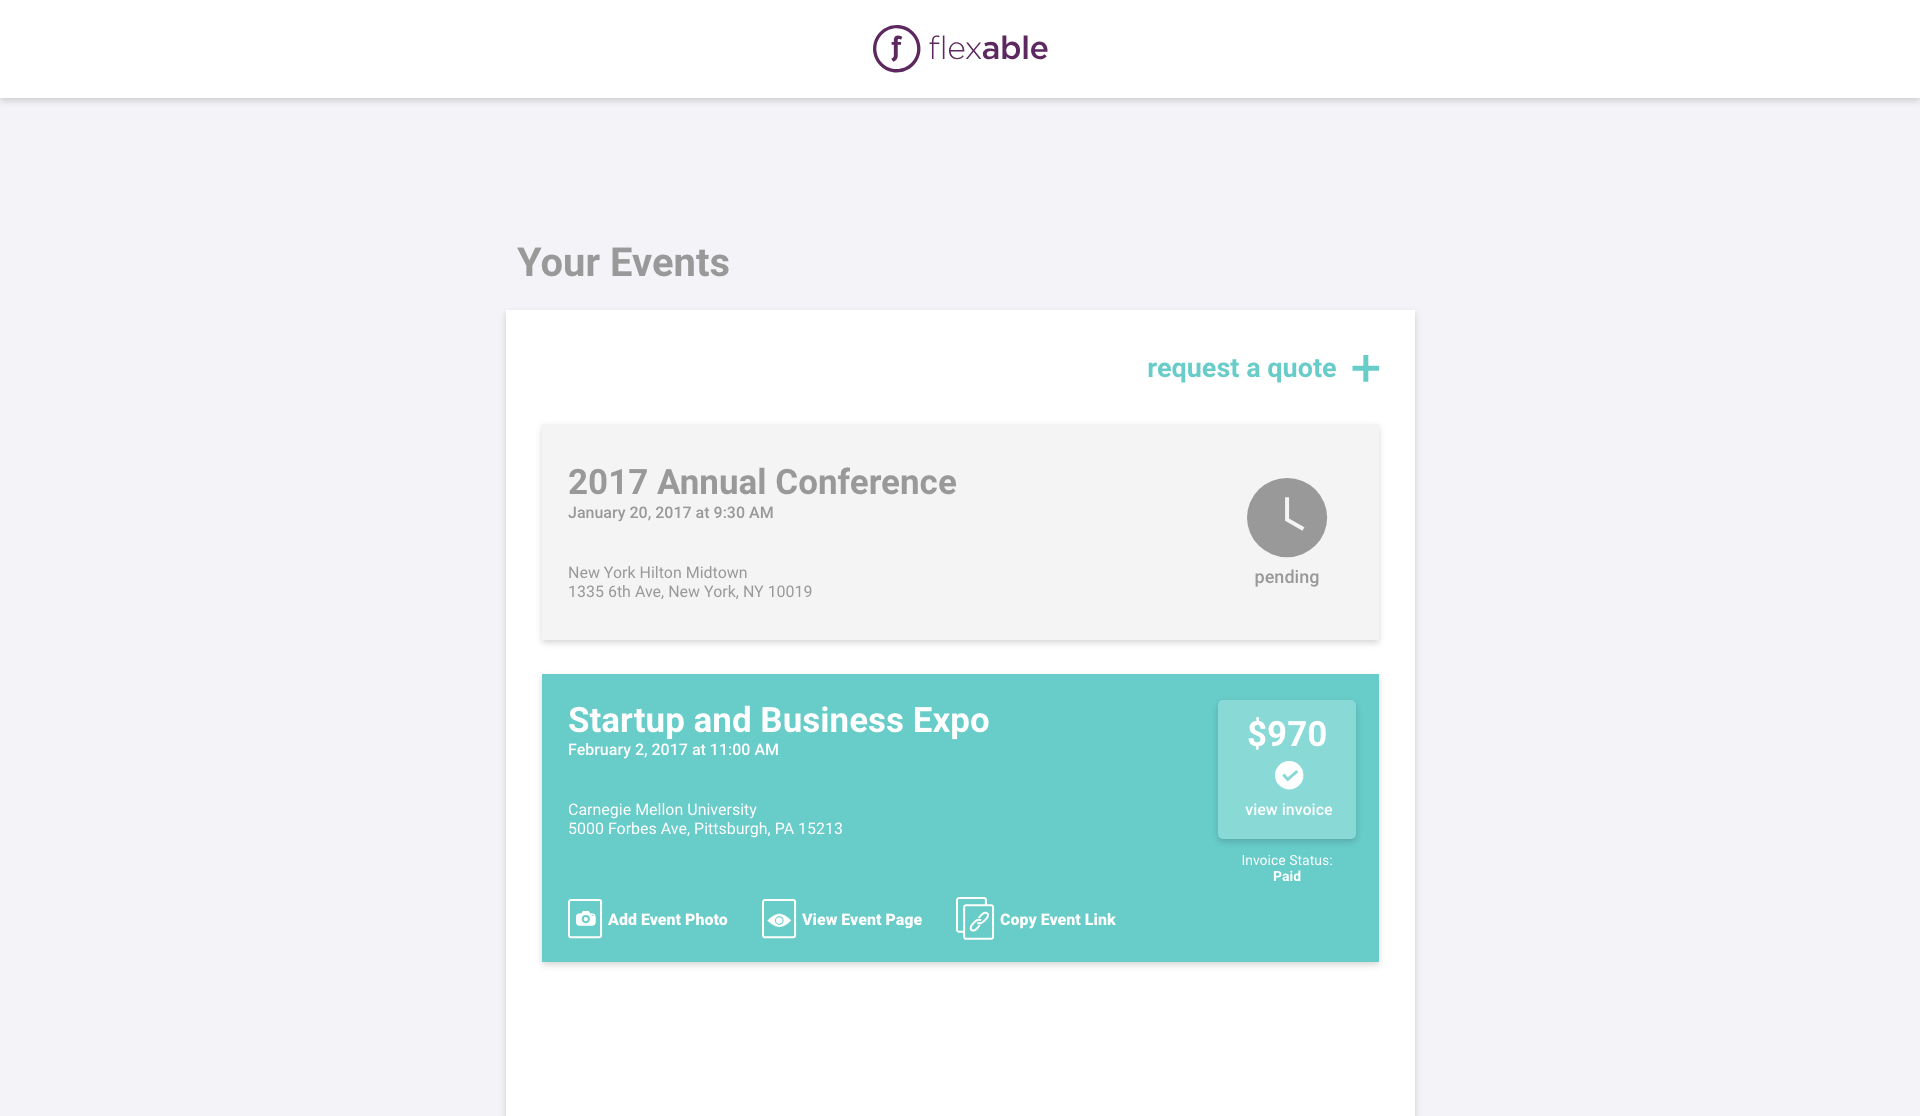 flexable
Your Events
request a quote
2017 Annual Conference
January 20, 2017 at 9:30 AM
New York Hilton Midtown
1335 6th Ave, New York, NY 10019
pending
Startup and Business Expo
February 2, 2017 at 11:00 AM
Carnegie Mellon University
5000 Forbes Ave, Pittsburgh, PA 15213
$970
view invoice
Invoice Status:
Paid
Add Event Photo
View Event Page
Copy Event Link